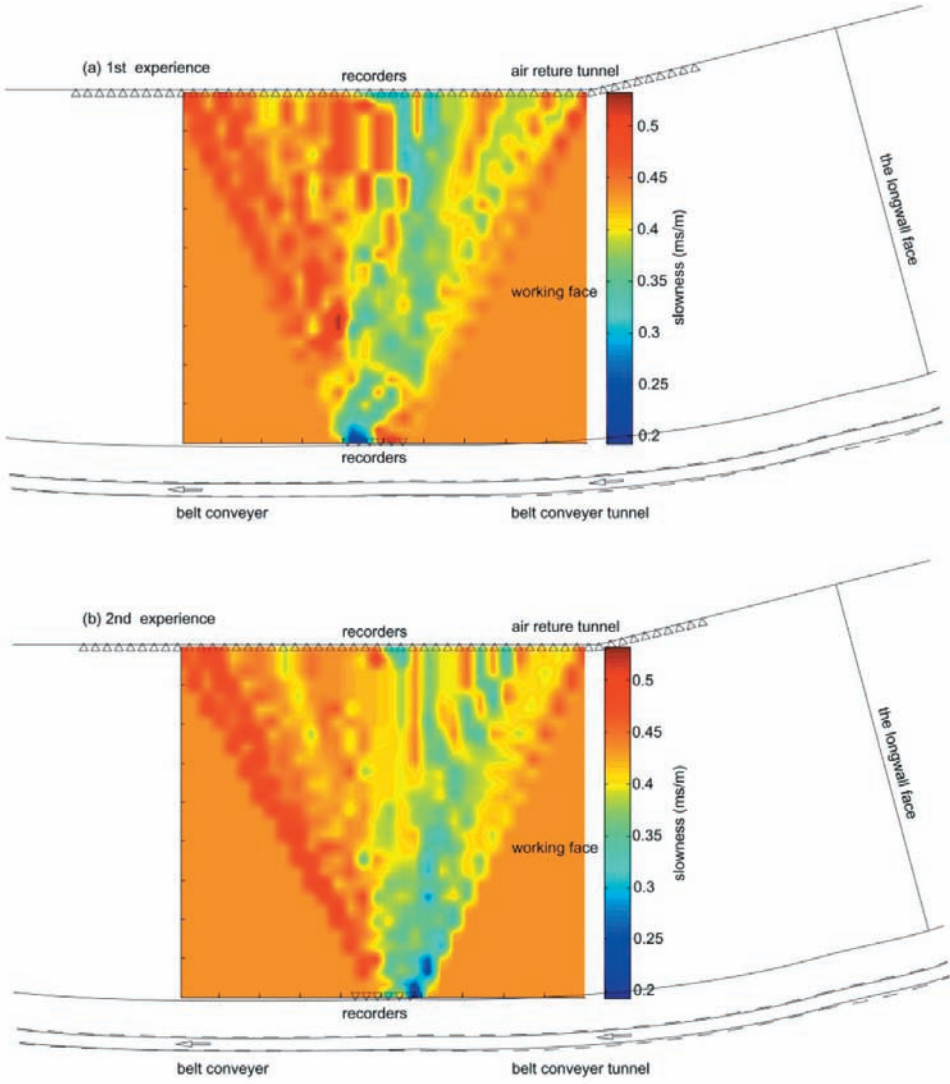 (a) 1st experience
recorders
air reture tunnel
0.5
0.45
0.4
0.35
0.3
0.25
0.2
slowness (ms/m)
the longwall face
working face
recorders
belt conveyer
belt conveyer tunnel
(b) 2nd experience
recorders
air reture tunnel
0.5
0.45
0.4
0.35
0.3
0.25
0.2
slowness (ms/m)
the longwall face
working face
recorders
belt conveyer
belt conveyer tunnel